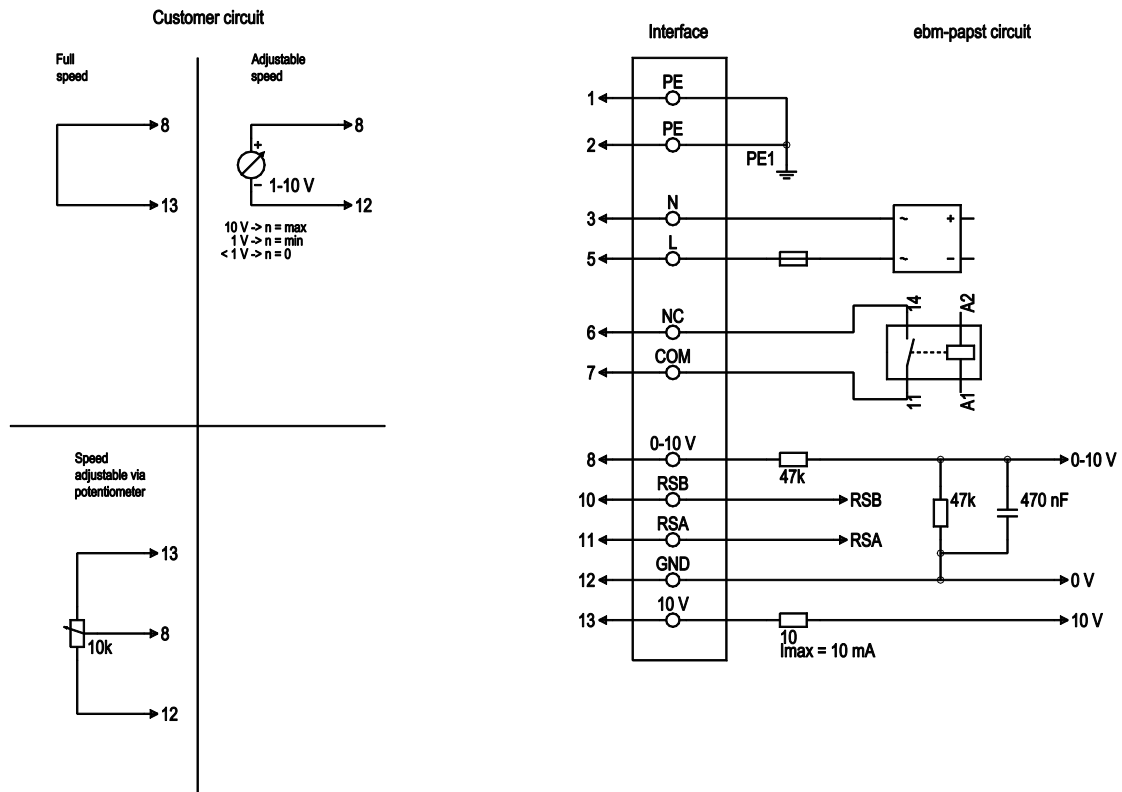 Customer circuit
Full
speed
8
13
Adjustable
speed
8
+
−
1-10 V
12
10 V -> n = max
1 V -> n = min
< 1 V -> n = 0
Speed
adjustable via
potentiometer
13
8
10k
12
Interface
ebm-papst circuit
1
PE
2
PE
PE1
3
N
~
+
5
L
~
−
6
NC
14
A2
7
COM
11
A1
8
0-10 V
47k
0-10 V
10
RSB
RSB
47k
470 nF
11
RSA
RSA
12
GND
0 V
13
10 V
10
Imax = 10 mA
10 V